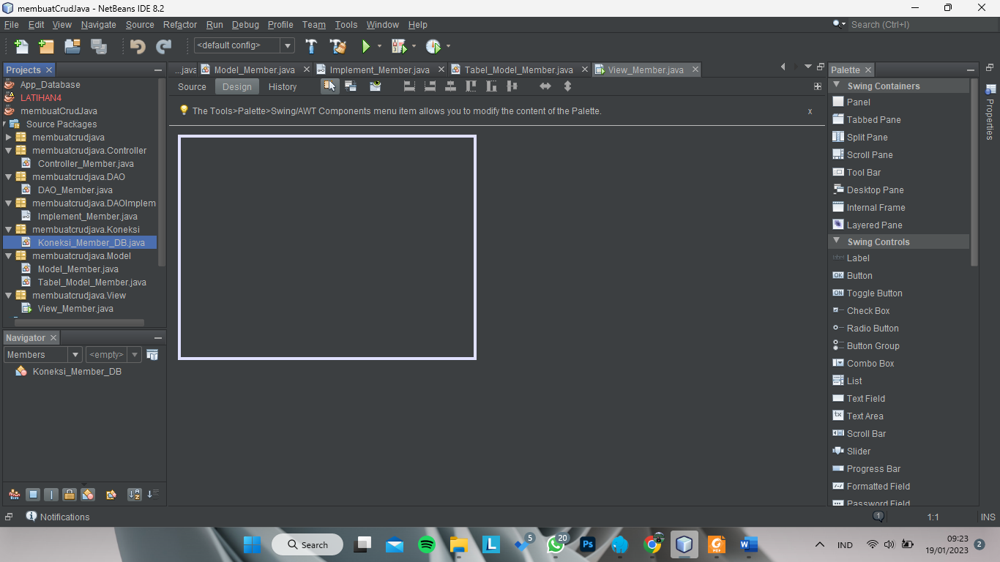 membuatCrudJava - NetBeans IDE 8.2
File Edit View Navigate Source Refactor Run Debug Profile Team Tools Window Help
Search (Ctrl+I)
<default config>
Projects
App_Database
LATIHAN4
membuatCrudJava
Source Packages
membuatcrudjava
membuatcrudjava.Controller
Controller_Member.java
membuatcrudjava.DAO
DAO_Member.java
membuatcrudjava.DAOImplem
Implement_Member.java
membuatcrudjava.Koneksi
Koneksi_Member_DB.java
membuatcrudjava.Model
Model_Member.java
Tabel_Model_Member.java
membuatcrudjava.View
View_Member.java
Navigator
Members <empty>
Koneksi_Member_DB
...java Model_Member.java Implement_Member.java Tabel_Model_Member.java View_Member.java
Source Design History
The Tools>Palette>Swing/AWT Components menu item allows you to modify the content of the Palette. x
Palette
Swing Containers
Panel
Tabbed Pane
Split Pane
Scroll Pane
Tool Bar
Desktop Pane
Internal Frame
Layered Pane
Swing Controls
Label
Button
Toggle Button
Check Box
Radio Button
Button Group
Combo Box
List
Text Field
Text Area
Scroll Bar
Slider
Progress Bar
Formatted Field
Password Field
Properties
Notifications
1 1:1 INS
Search
5
20
Ps
L
W
IND
09:23
19/01/2023
2